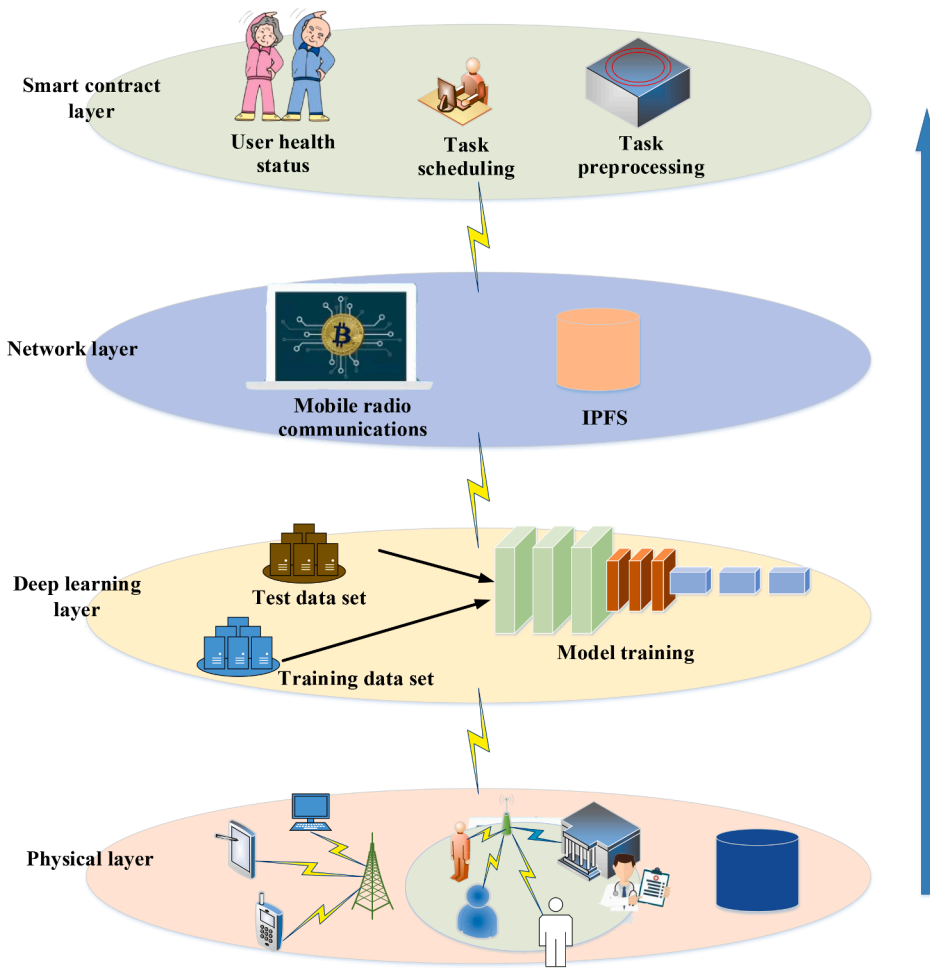 Smart contract
layer
User health
status
Task
scheduling
Task
preprocessing
Network layer
Mobile radio
communications
IPFS
Deep learning
layer
Test data set
Training data set
Model training
Physical layer